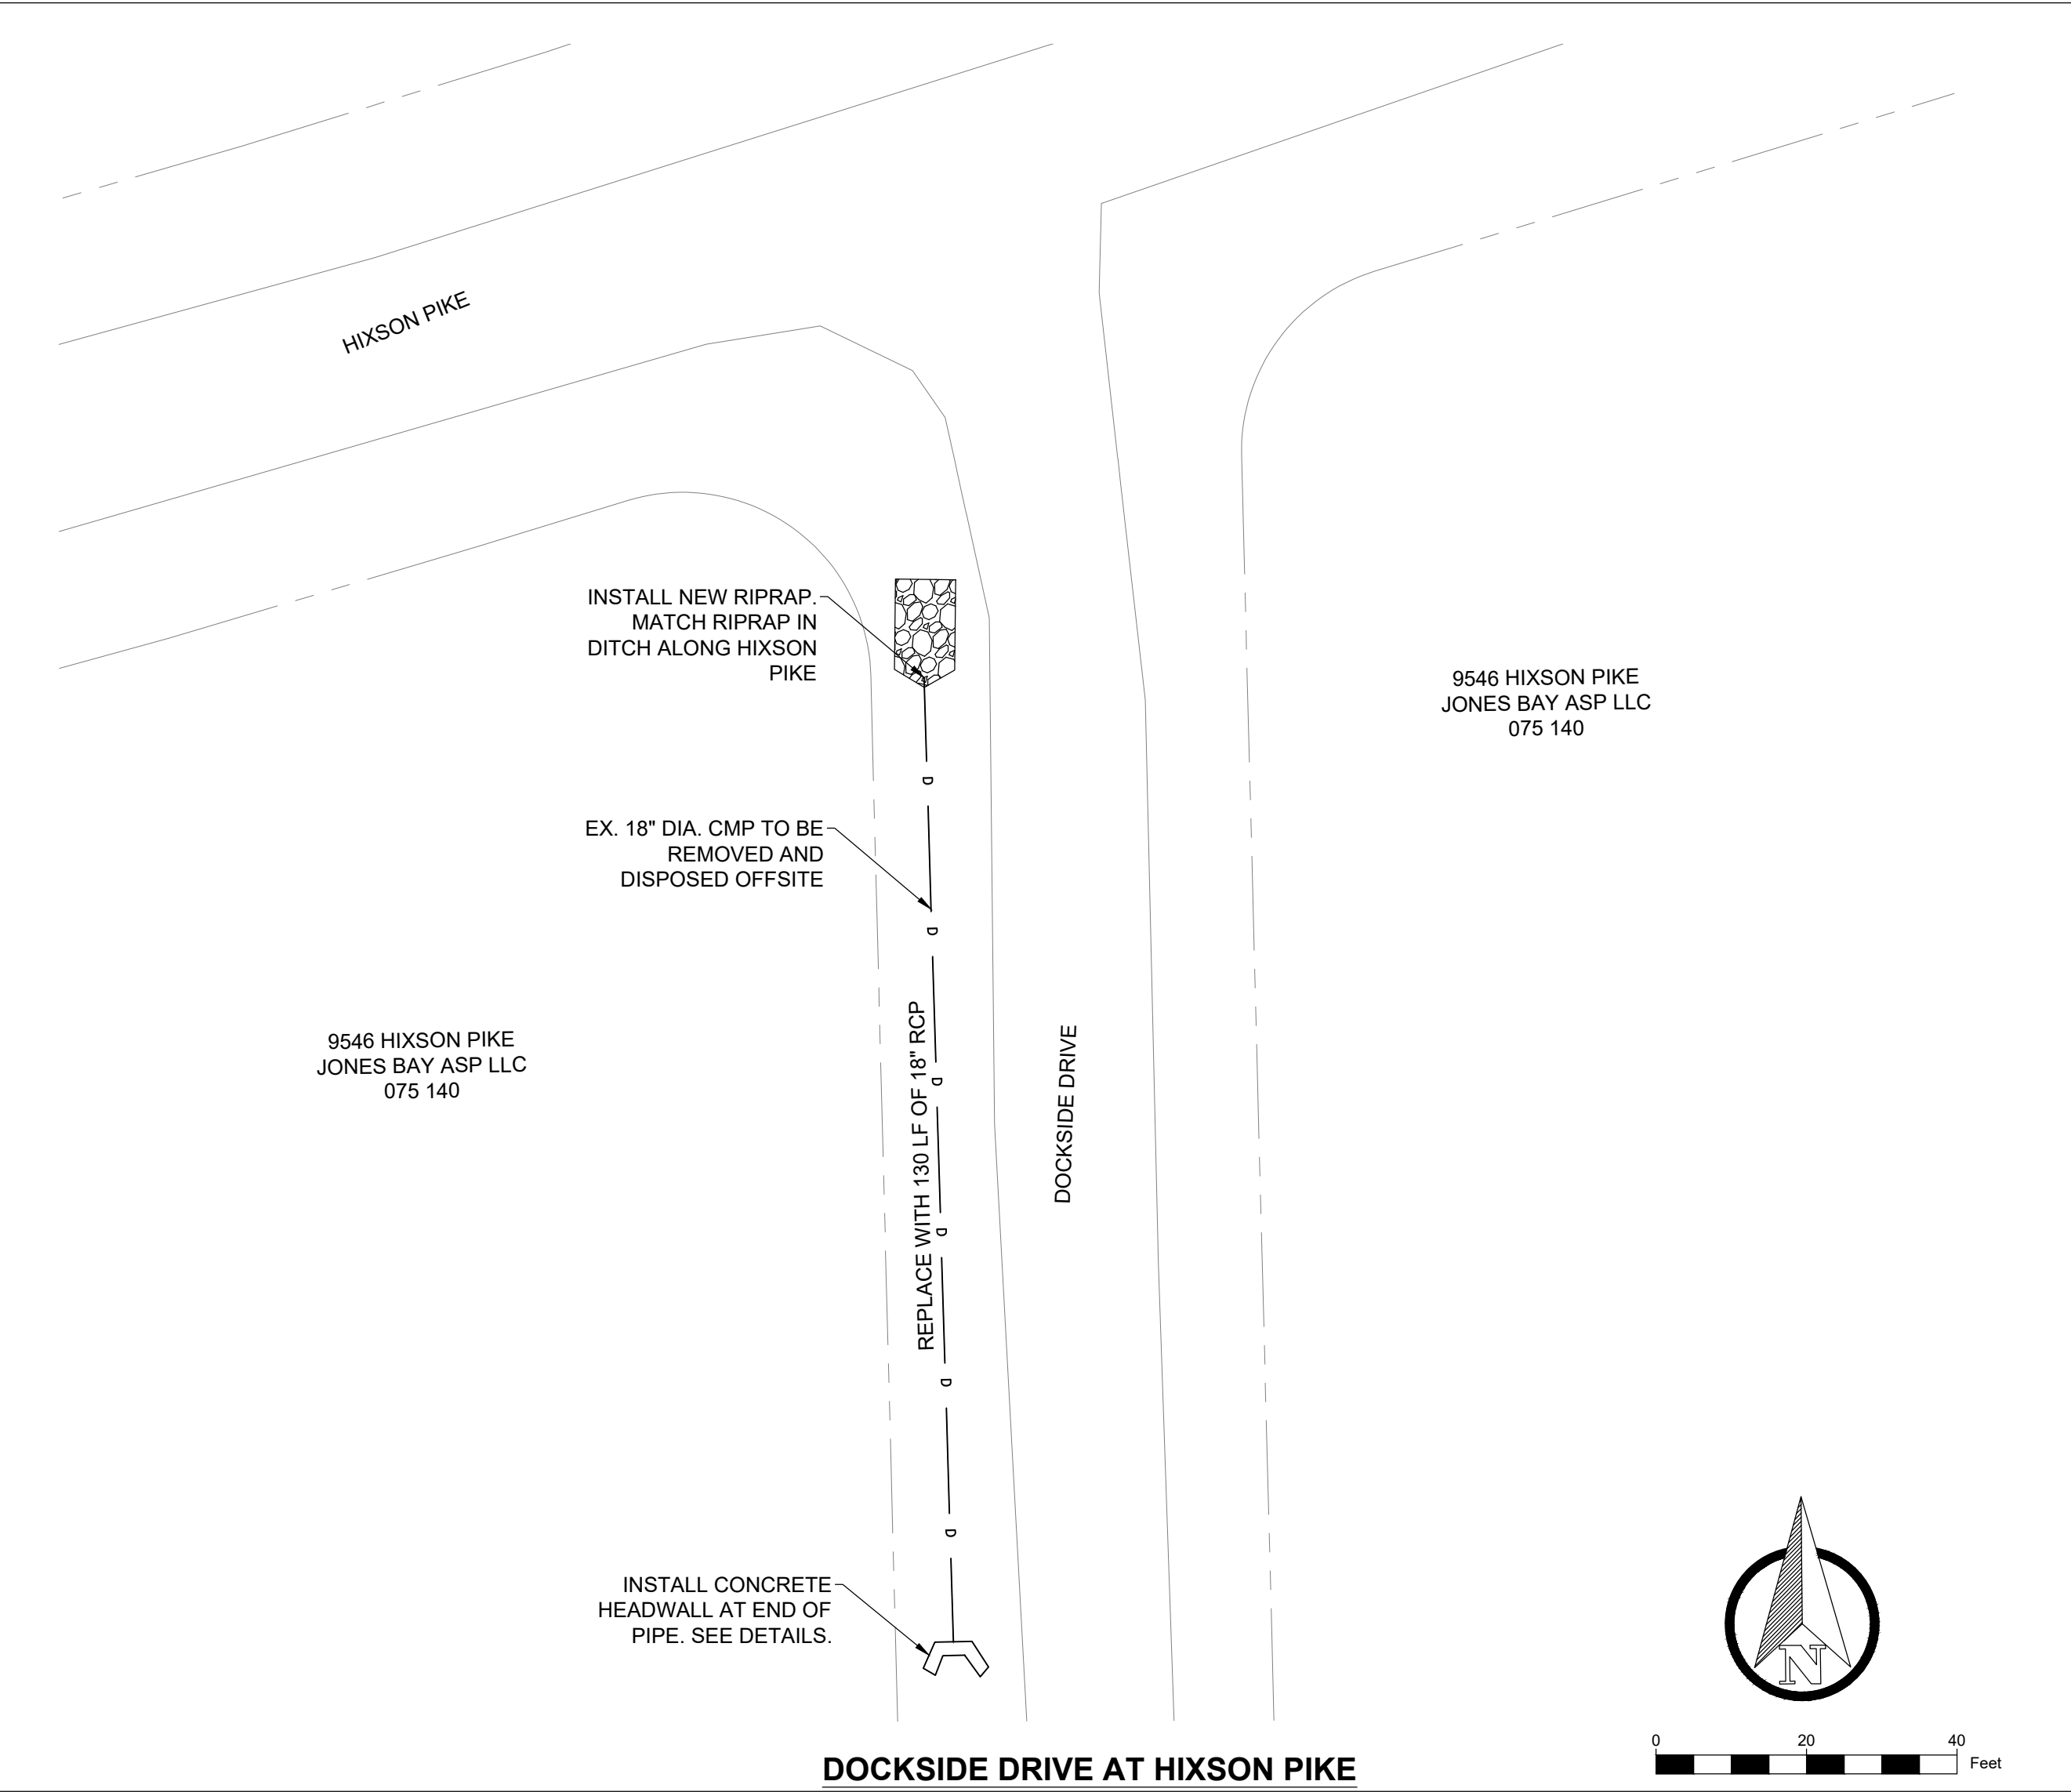 HIXSON PIKE
INSTALL NEW RIPRAP.
MATCH RIPRAP IN
DITCH ALONG HIXSON
PIKE
9546 HIXSON PIKE
JONES BAY ASP LLC
075 140
D
EX. 18" DIA. CMP TO BE
REMOVED AND
DISPOSED OFFSITE
D
REPLACE WITH 130 LF OF 18" RCP
D
DOCKSIDE DRIVE
9546 HIXSON PIKE
JONES BAY ASP LLC
075 140
D
D
D
INSTALL CONCRETE
HEADWALL AT END OF
PIPE. SEE DETAILS.
N
0 20 40
Feet
DOCKSIDE DRIVE AT HIXSON PIKE